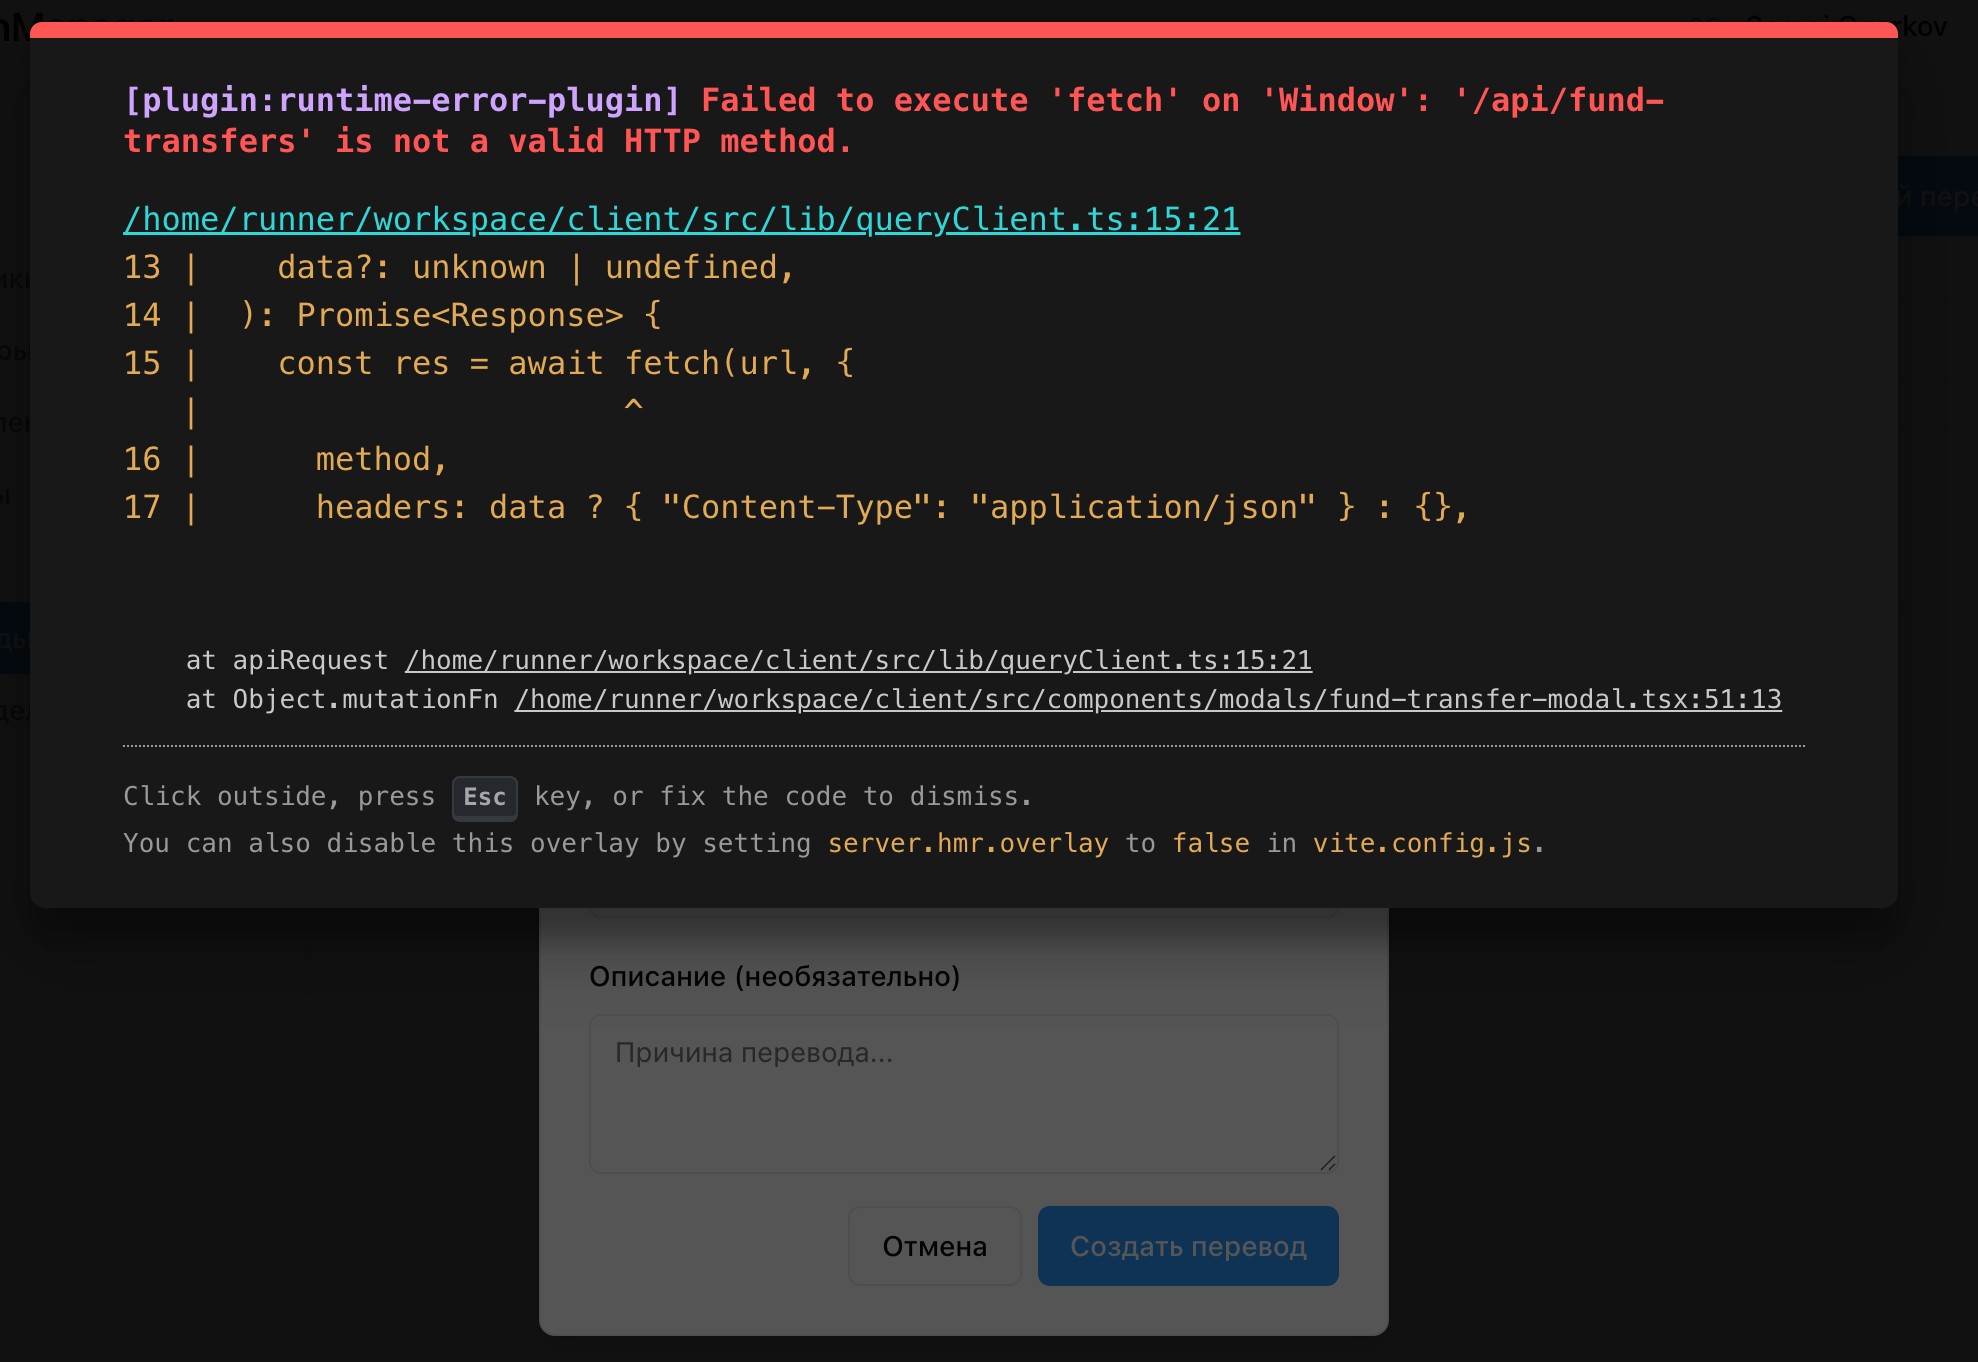 [plugin:runtime-error-plugin] Failed to execute 'fetch' on 'Window': '/api/fund-
transfers' is not a valid HTTP method.
/home/runner/workspace/client/src/lib/queryClient.ts:15:21
13 |    data?: unknown | undefined,
14 |  ): Promise<Response> {
15 |    const res = await fetch(url, {
   |                      ^
16 |      method,
17 |      headers: data ? { "Content-Type": "application/json" } : {},
at apiRequest /home/runner/workspace/client/src/lib/queryClient.ts:15:21
at Object.mutationFn /home/runner/workspace/client/src/components/modals/fund-transfer-modal.tsx:51:13
Click outside, press Esc key, or fix the code to dismiss.
You can also disable this overlay by setting server.hmr.overlay to false in vite.config.js.
Описание (необязательно)
Причина перевода...
Отмена
Создать перевод